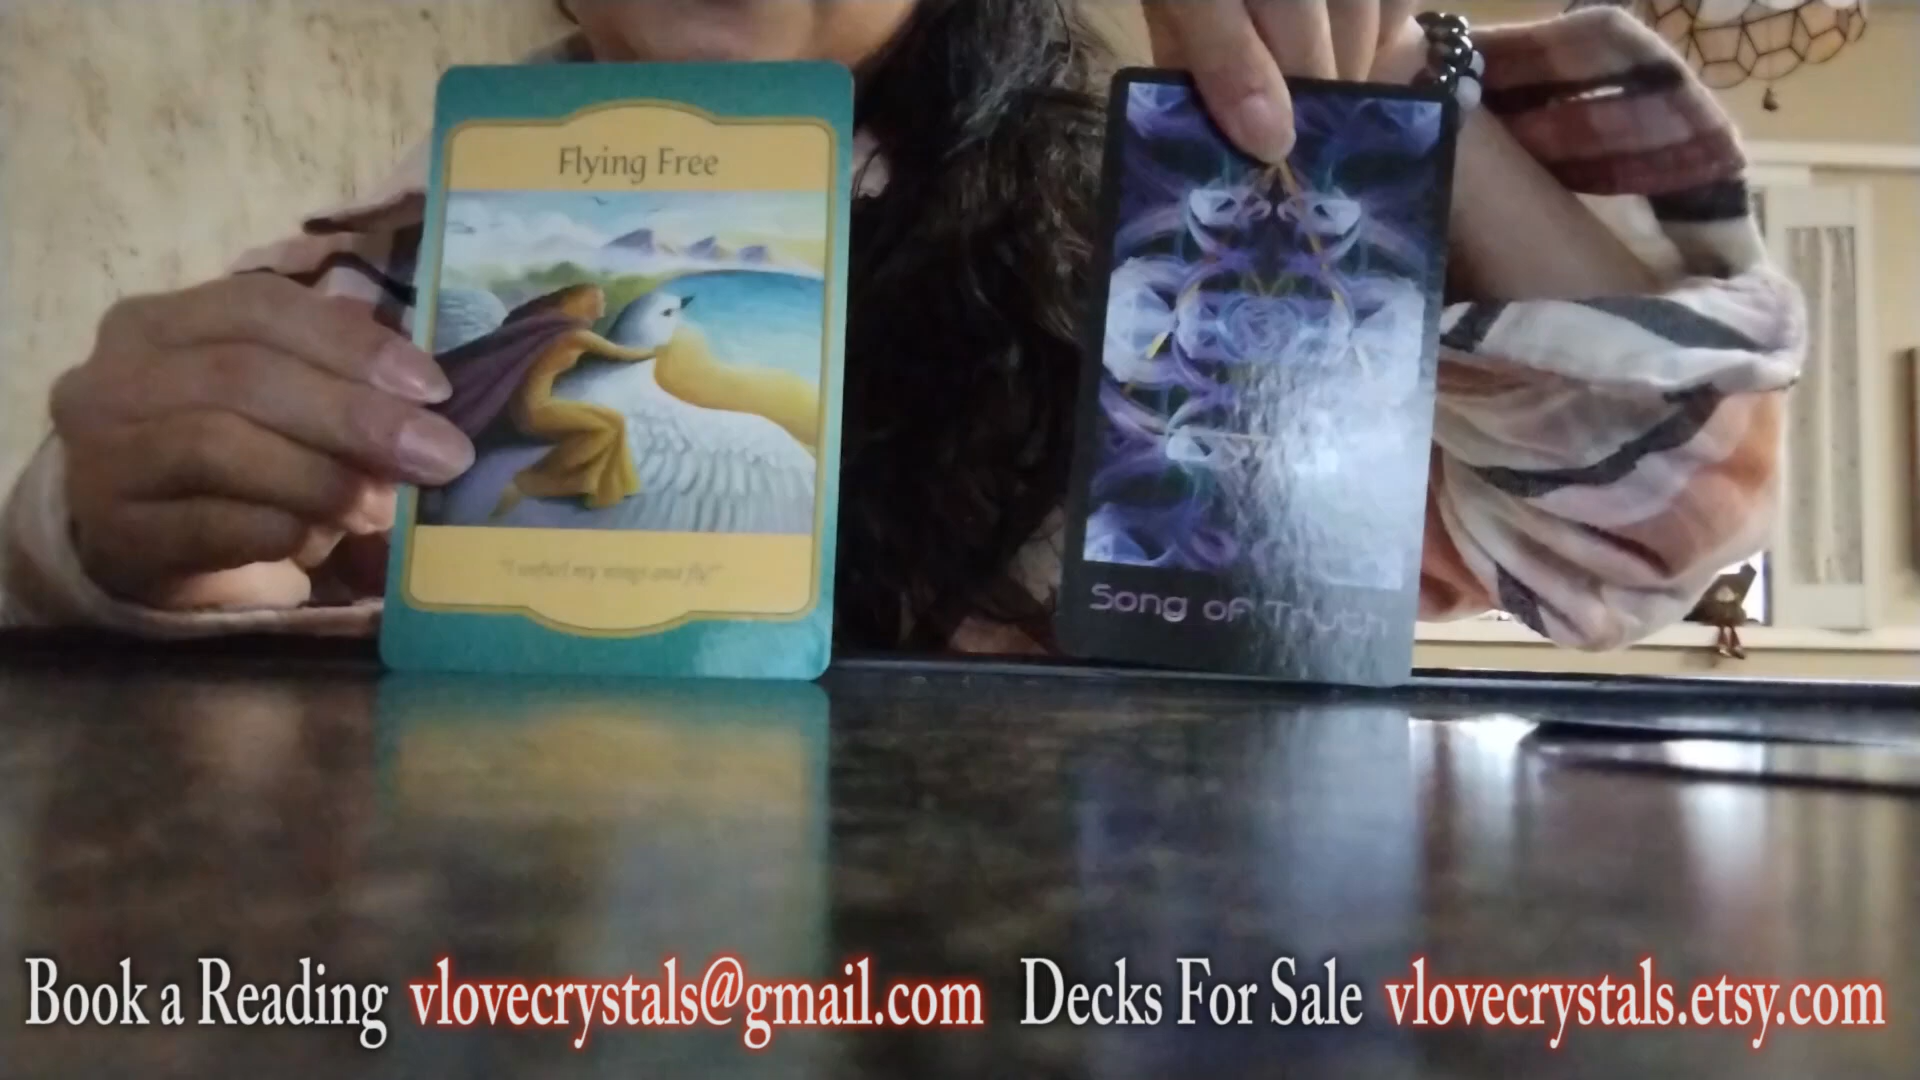 Flying Free
"I unfurl my wings and fly!"
Song of Truth
Book a Reading vlovecrystals@gmail.com Decks For Sale vlovecrystals.etsy.com